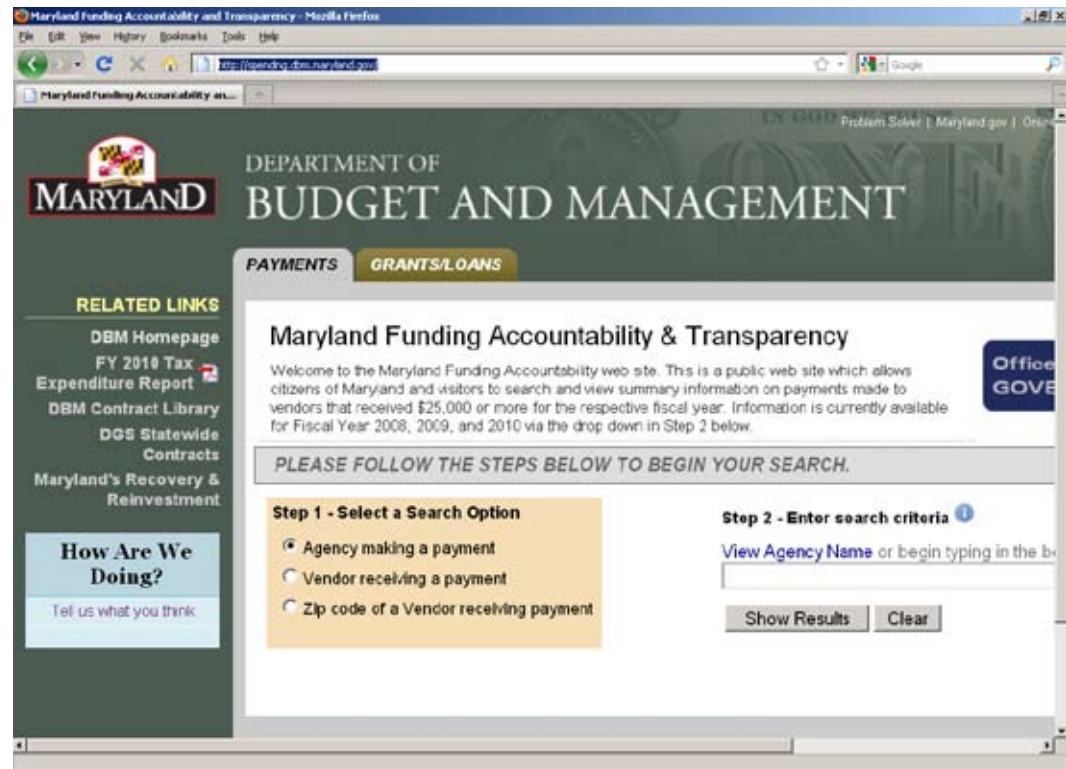 Maryland Funding Accountability and Transparency - Mozilla Firefox
File Edit View History Bookmarks Tools Help
http://spending.dbm.maryland.gov/
Google
Maryland Funding Accountability an...
Problem Solver | Maryland.gov |
MARYLAND
DEPARTMENT OF
BUDGET AND MANAGEMENT
PAYMENTS
GRANTS/LOANS
RELATED LINKS
DBM Homepage
FY 2010 Tax
Expenditure Report
DBM Contract Library
DGS Statewide
Contracts
Maryland's Recovery &
Reinvestment
How Are We
Doing?
Tell us what you think
Maryland Funding Accountability & Transparency
Welcome to the Maryland Funding Accountability web site. This is a public web site which allows
citizens of Maryland and visitors to search and view summary information on payments made to
vendors that received $25,000 or more for the respective fiscal year. Information is currently available
for Fiscal Year 2008, 2009, and 2010 via the drop down in Step 2 below.
Office
GOVE
PLEASE FOLLOW THE STEPS BELOW TO BEGIN YOUR SEARCH.
Step 1 - Select a Search Option
Agency making a payment
Vendor receiving a payment
Zip code of a Vendor receiving payment
Step 2 - Enter search criteria
View Agency Name or begin typing in the b
Show Results
Clear